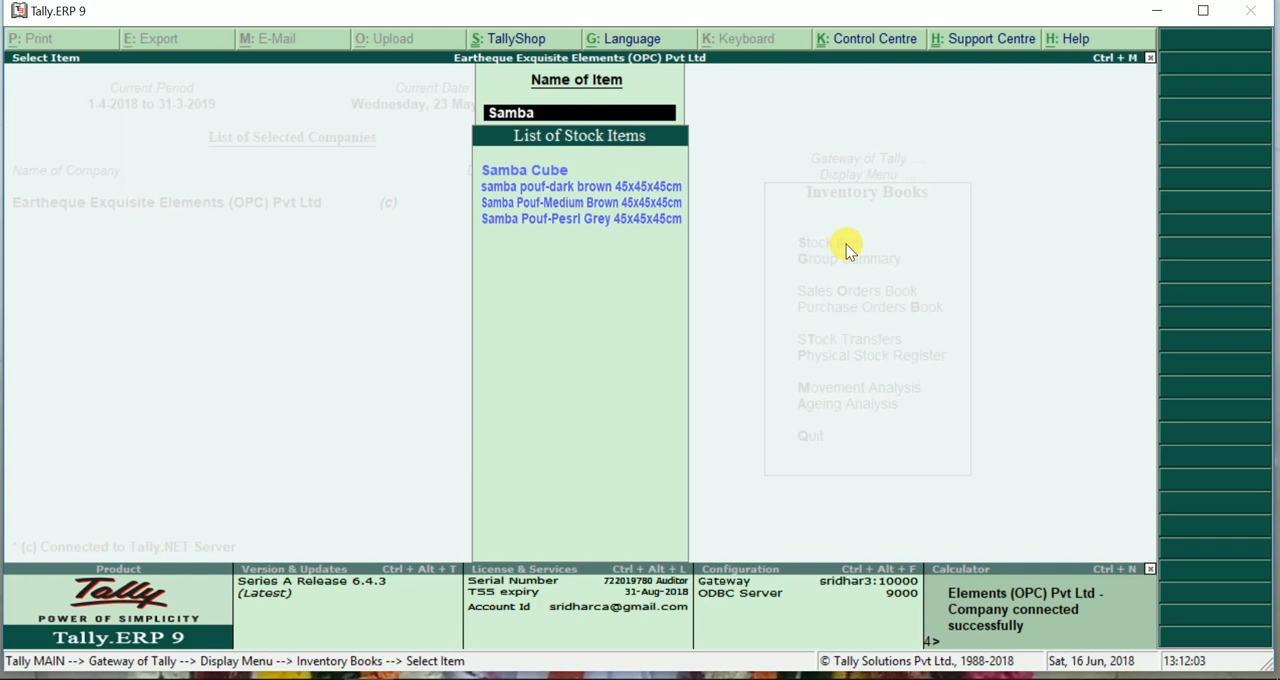 Tally.ERP 9
P: Print E: Export M: E-Mail O: Upload S: TallyShop G: Language K: Keyboard K: Control Centre H: Support Centre H: Help
Select Item Eartheque Exquisite Elements (OPC) Pvt Ltd Ctrl + M
Current Period
1-4-2018 to 31-3-2019
Current Date
Wednesday, 23 May
List of Selected Companies
Name of Company
Eartheque Exquisite Elements (OPC) Pvt Ltd (c)
* (c) Connected to Tally.NET Server
Name of Item
Samba
List of Stock Items
Samba Cube
samba pouf-dark brown 45x45x45cm
Samba Pouf-Medium Brown 45x45x45cm
Samba Pouf-Pesrl Grey 45x45x45cm
Gateway of Tally ....
Display Menu ...
Inventory Books
Stock
Group Summary
Sales Orders Book
Purchase Orders Book
STock Transfers
Physical Stock Register
Movement Analysis
Ageing Analysis
Quit
Product
Tally
POWER OF SIMPLICITY
Tally.ERP 9
Version & Updates Ctrl + Alt + T
Series A Release 6.4.3
(Latest)
License & Services Ctrl + Alt + L
Serial Number 722019780 Auditor
TSS expiry 31-Aug-2018
Account Id sridharca@gmail.com
Configuration Ctrl + Alt + F
Gateway sridhar3:10000
ODBC Server 9000
Calculator Ctrl + N
Elements (OPC) Pvt Ltd -
Company connected
successfully
4>
Tally MAIN --> Gateway of Tally --> Display Menu --> Inventory Books --> Select Item © Tally Solutions Pvt Ltd., 1988-2018 Sat, 16 Jun, 2018 13:12:03